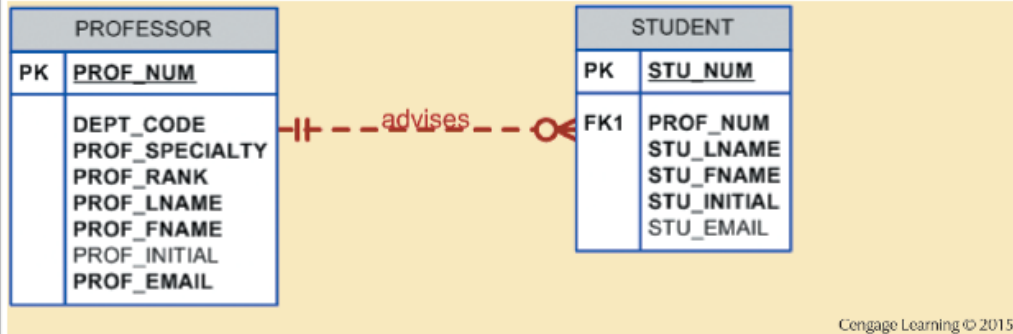 PROFESSOR
PK PROF_NUM
DEPT_CODE
PROF_SPECIALTY
PROF_RANK
PROF_LNAME
PROF_FNAME
PROF_INITIAL
PROF_EMAIL
advises
STUDENT
PK STU_NUM
FK1 PROF_NUM
STU_LNAME
STU_FNAME
STU_INITIAL
STU_EMAIL
Cengage Learning © 2015